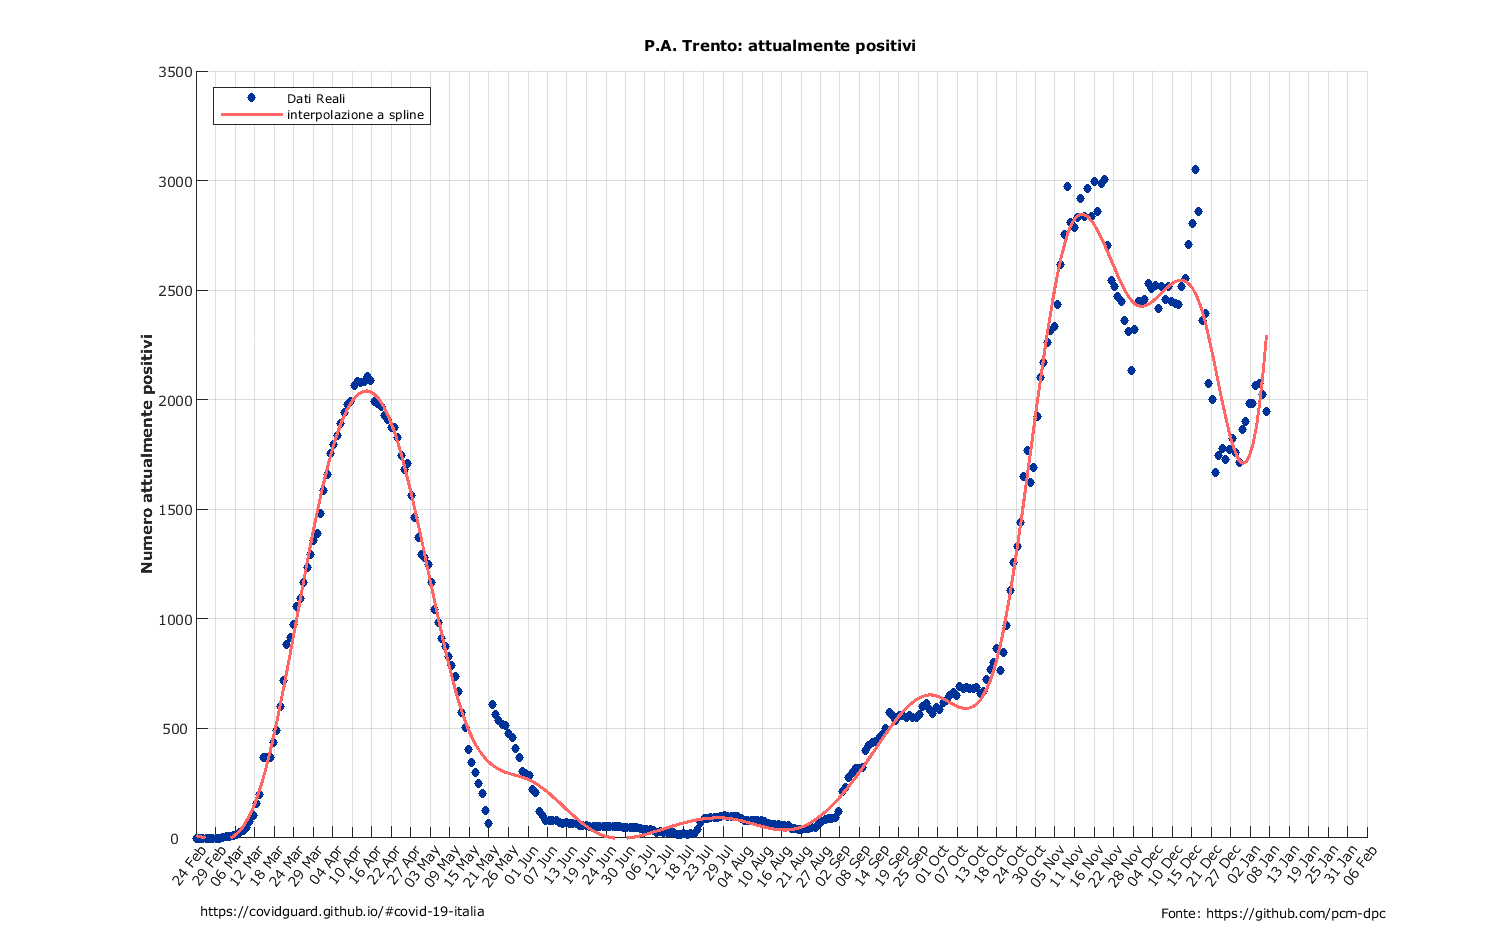 P.A. Trento: attualmente positivi
Dati Reali
interpolazione a spline
Numero attualmente positivi
3500
3000
2500
2000
1500
1000
500
0
24 Feb
29 Feb
06 Mar
12 Mar
18 Mar
24 Mar
29 Mar
04 Apr
10 Apr
16 Apr
22 Apr
27 Apr
03 May
09 May
15 May
21 May
26 May
01 Jun
07 Jun
13 Jun
19 Jun
24 Jun
30 Jun
06 Jul
12 Jul
18 Jul
23 Jul
29 Jul
04 Aug
10 Aug
16 Aug
21 Aug
27 Aug
02 Sep
08 Sep
14 Sep
19 Sep
25 Sep
01 Oct
07 Oct
13 Oct
18 Oct
24 Oct
30 Oct
05 Nov
11 Nov
16 Nov
22 Nov
28 Nov
04 Dec
10 Dec
15 Dec
21 Dec
27 Dec
02 Jan
08 Jan
13 Jan
19 Jan
25 Jan
31 Jan
06 Feb
https://covidguard.github.io/#covid-19-italia
Fonte: https://github.com/pcm-dpc